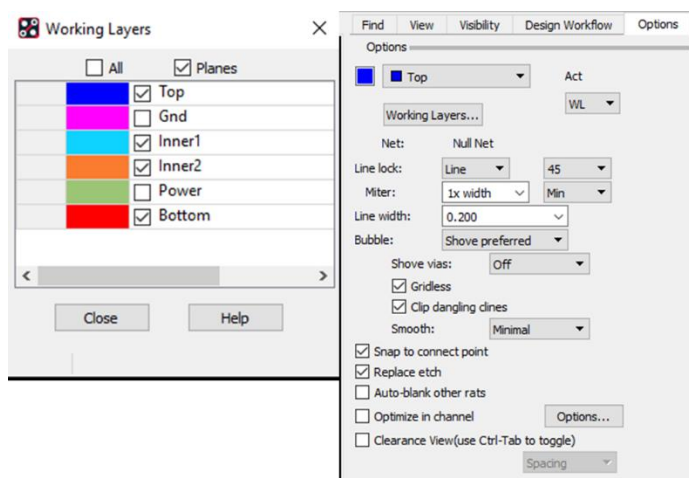 Working Layers
All Planes
Top
Gnd
Inner1
Inner2
Power
Bottom
Close Help
Find View Visibility Design Workflow Options
Options
Top Act
WL
Working Layers...
Net: Null Net
Line lock: Line 45
Miter: 1x width Min
Line width: 0.200
Bubble: Shove preferred
Shove vias: Off
Gridless
Clip dangling clines
Smooth: Minimal
Snap to connect point
Replace etch
Auto-blank other rats
Optimize in channel Options...
Clearance View(use Ctrl-Tab to toggle)
Spacing